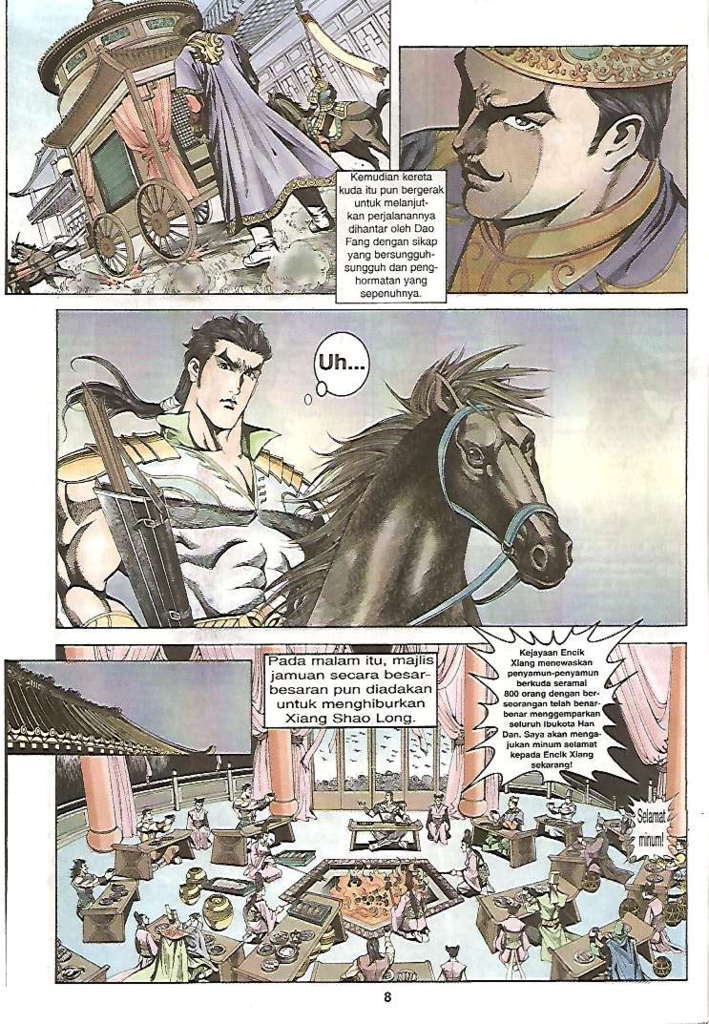 Kemudian kereta
kuda itu pun bergerak
untuk melanjut-
kan perjalanannya
dihantar oleh Dao
Fang dengan sikap
yang bersungguh-
sungguh dan peng-
hormatan yang
sepenuhnya.
Uh...
Pada malam itu, majlis
jamuan secara besar-
besaran pun diadakan
untuk menghiburkan
Xiang Shao Long.
Kejayaan Encik
Xiang menewaskan
penyamun-penyamun
berkuda seramai
800 orang dengan ber-
seorangan telah benar-
benar menggemparkan
seluruh Ibukota Han
Dan. Saya akan menga-
jukan minum selamat
kepada Encik Xiang
sekarang!
Selamat
minum!
8